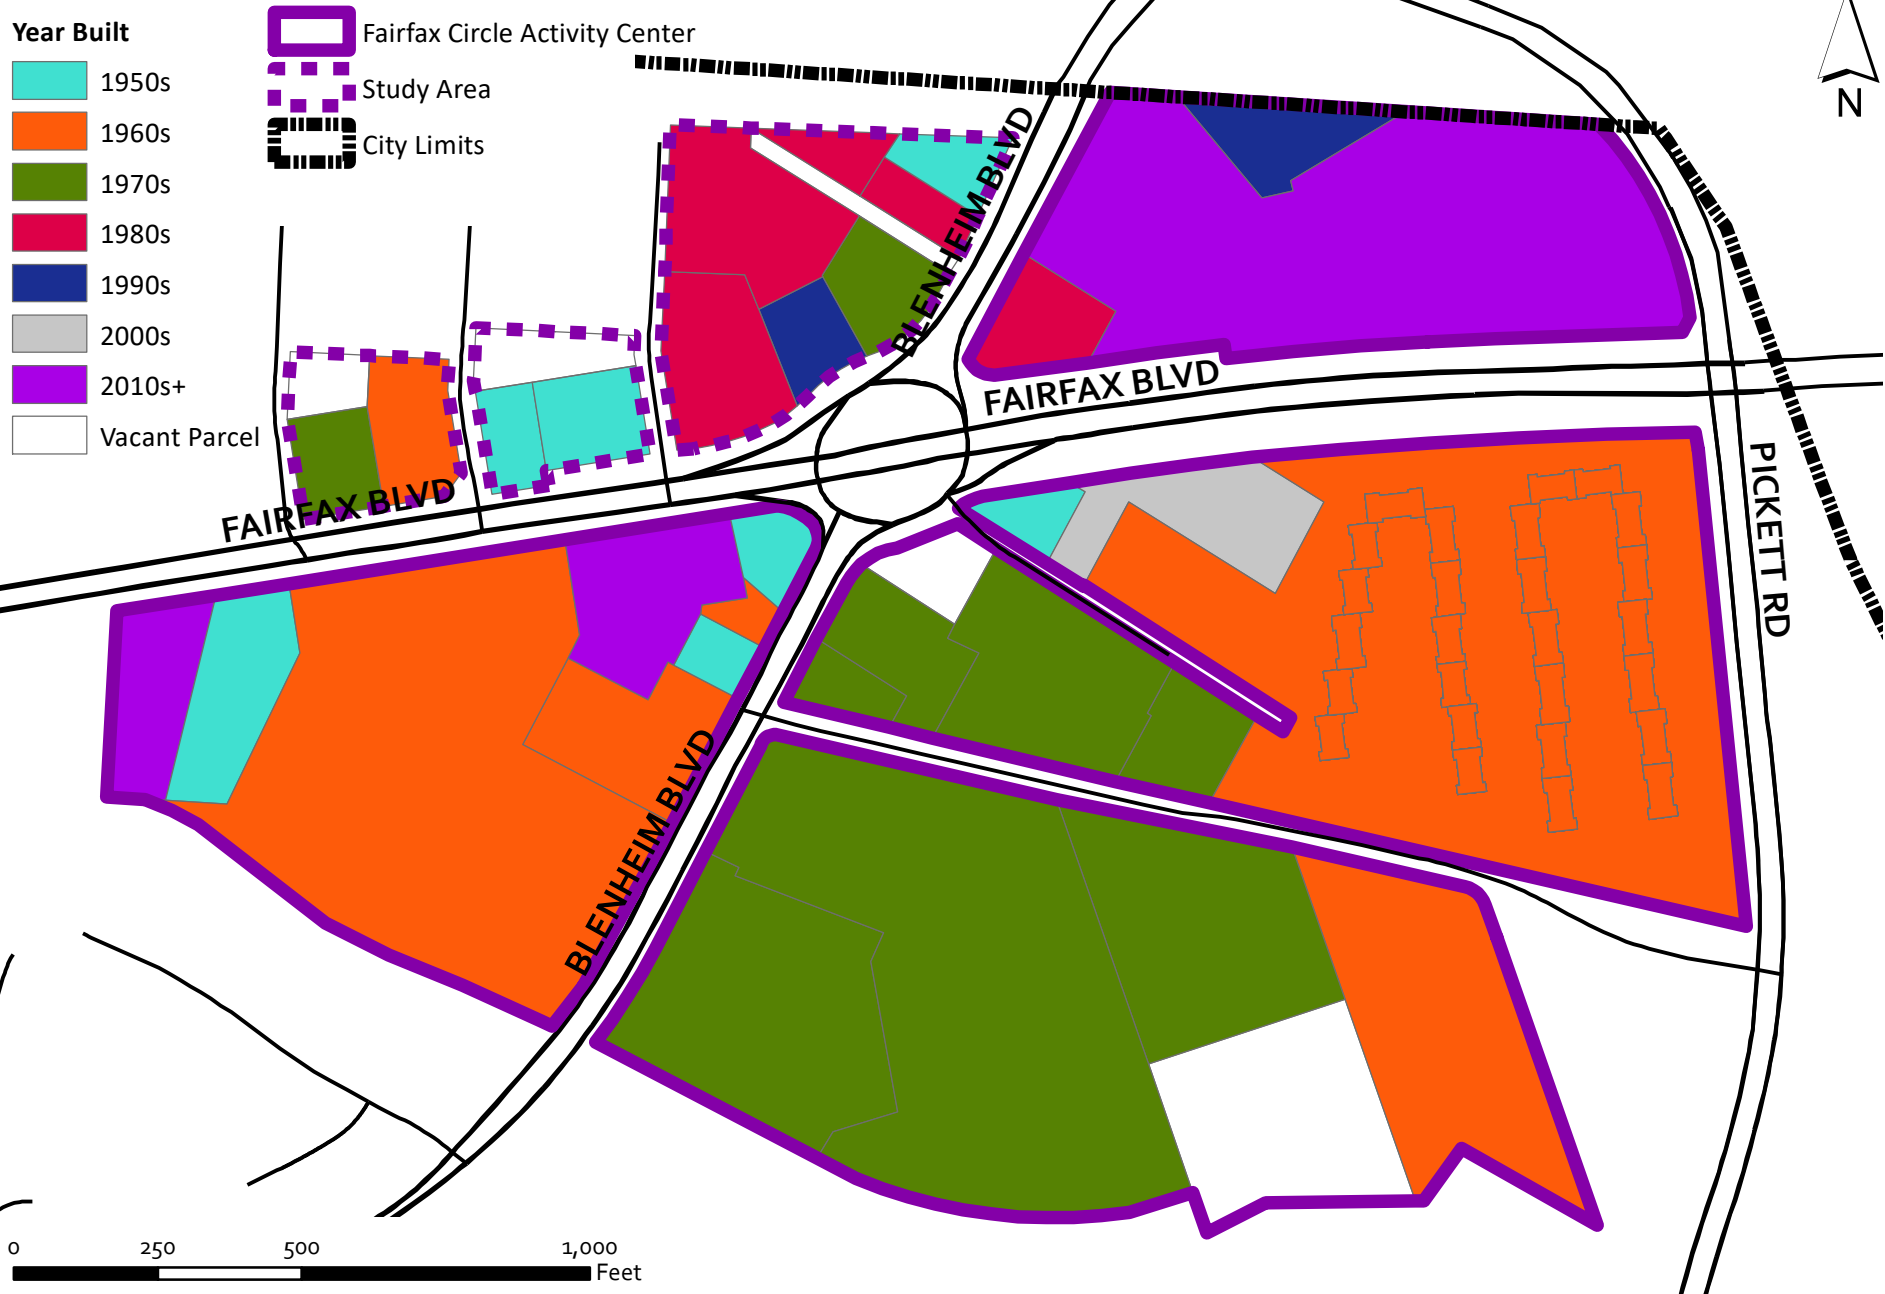 Year Built
1950s
1960s
1970s
1980s
1990s
2000s
2010s+
Vacant Parcel
Fairfax Circle Activity Center
Study Area
City Limits
N
BLENHEIM BLVD
FAIRFAX BLVD
FAIRFAX BLVD
PICKETT RD
BLENHEIM BLVD
0 250 500 1,000
Feet